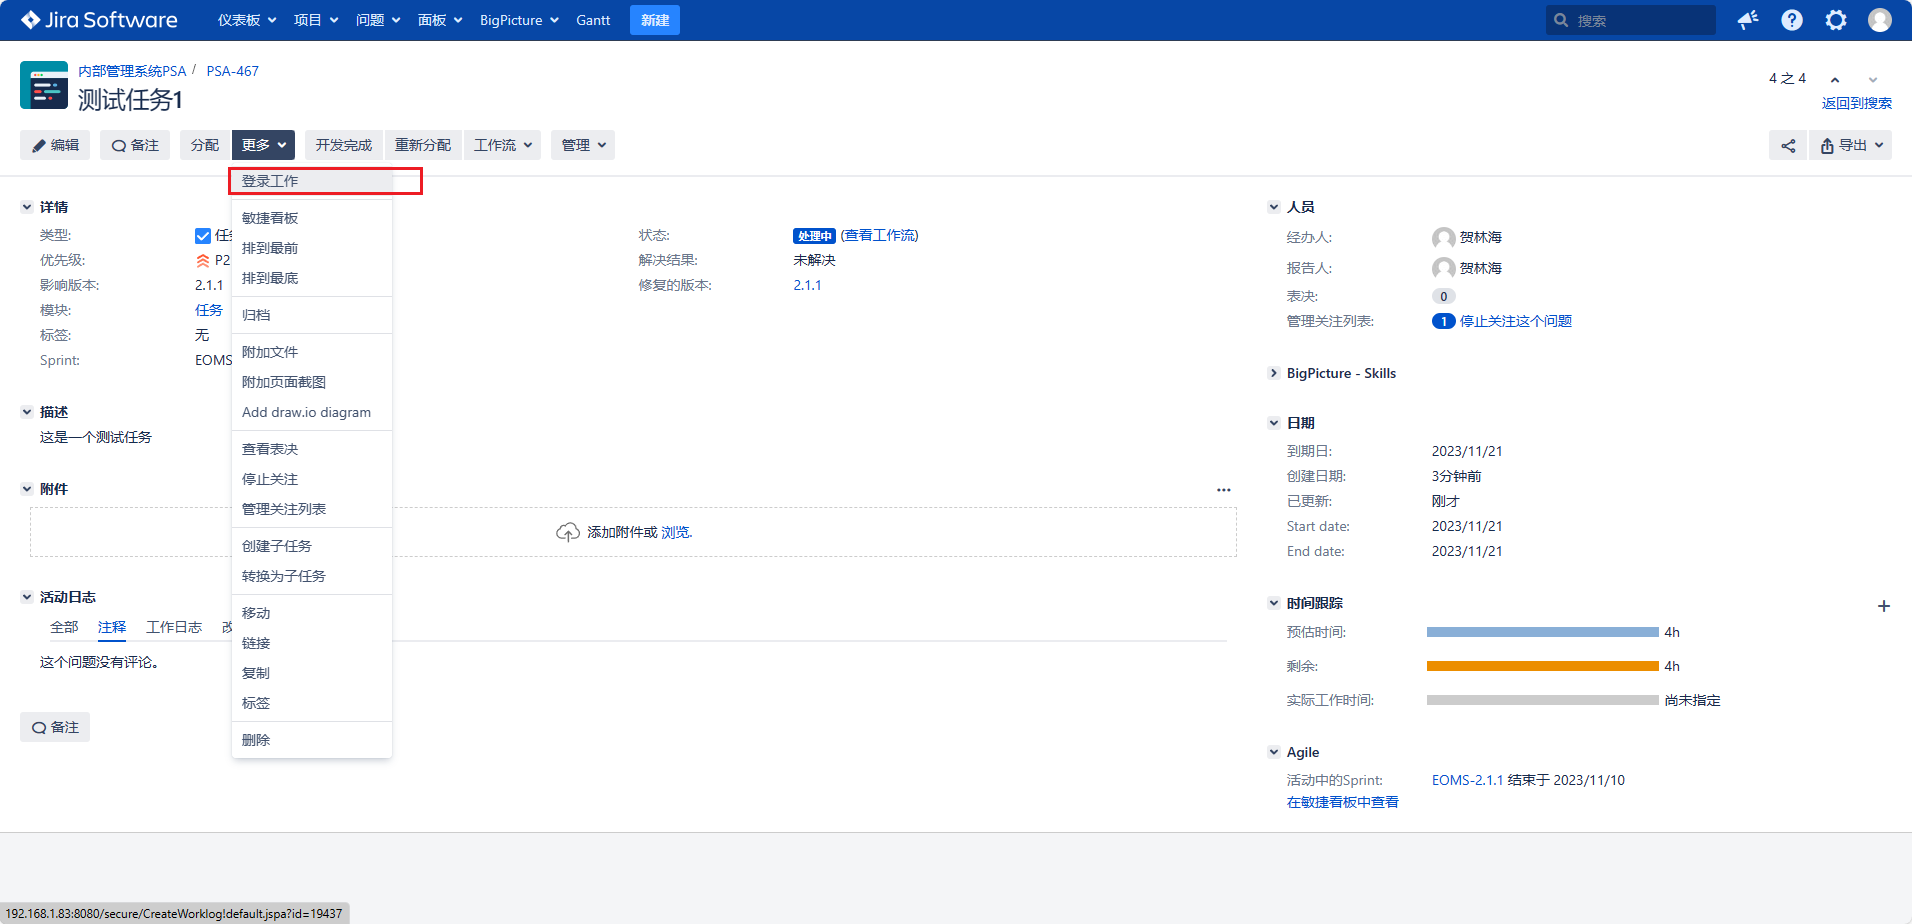 Jira Software 仪表板 项目 问题 面板 BigPicture Gantt 新建 搜索
内部管理系统PSA / PSA-467
测试任务1
4 之 4
返回到搜索
编辑 备注 分配 更多 开发完成 重新分配 工作流 管理 导出
登录工作
敏捷看板
排到最前
排到最底
归档
附加文件
附加页面截图
Add draw.io diagram
查看表决
停止关注
管理关注列表
创建子任务
转换为子任务
移动
链接
复制
标签
删除
详情
类型: 任务
优先级: P2
影响版本: 2.1.1
模块: 任务
标签: 无
Sprint: EOMS
状态: 处理中 (查看工作流)
解决结果: 未解决
修复的版本: 2.1.1
描述
这是一个测试任务
附件
添加附件或 浏览.
活动日志
全部 注释 工作日志 改
这个问题没有评论。
备注
人员
经办人: 贺林海
报告人: 贺林海
表决: 0
管理关注列表: 1 停止关注这个问题
BigPicture - Skills
日期
到期日: 2023/11/21
创建日期: 3分钟前
已更新: 刚才
Start date: 2023/11/21
End date: 2023/11/21
时间跟踪
预估时间: 4h
剩余: 4h
实际工作时间: 尚未指定
Agile
活动中的Sprint: EOMS-2.1.1 结束于 2023/11/10
在敏捷看板中查看
192.168.1.83:8080/secure/CreateWorklog!default.jspa?id=19437